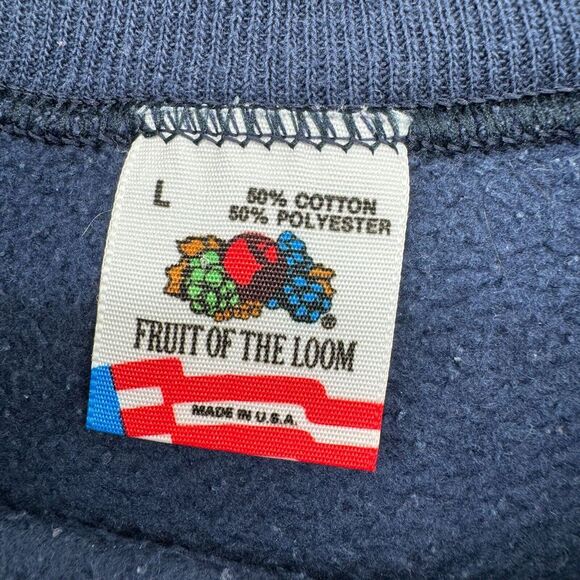 L
50% COTTON
50% POLYESTER
®
FRUIT OF THE LOOM
MADE IN U.S.A.